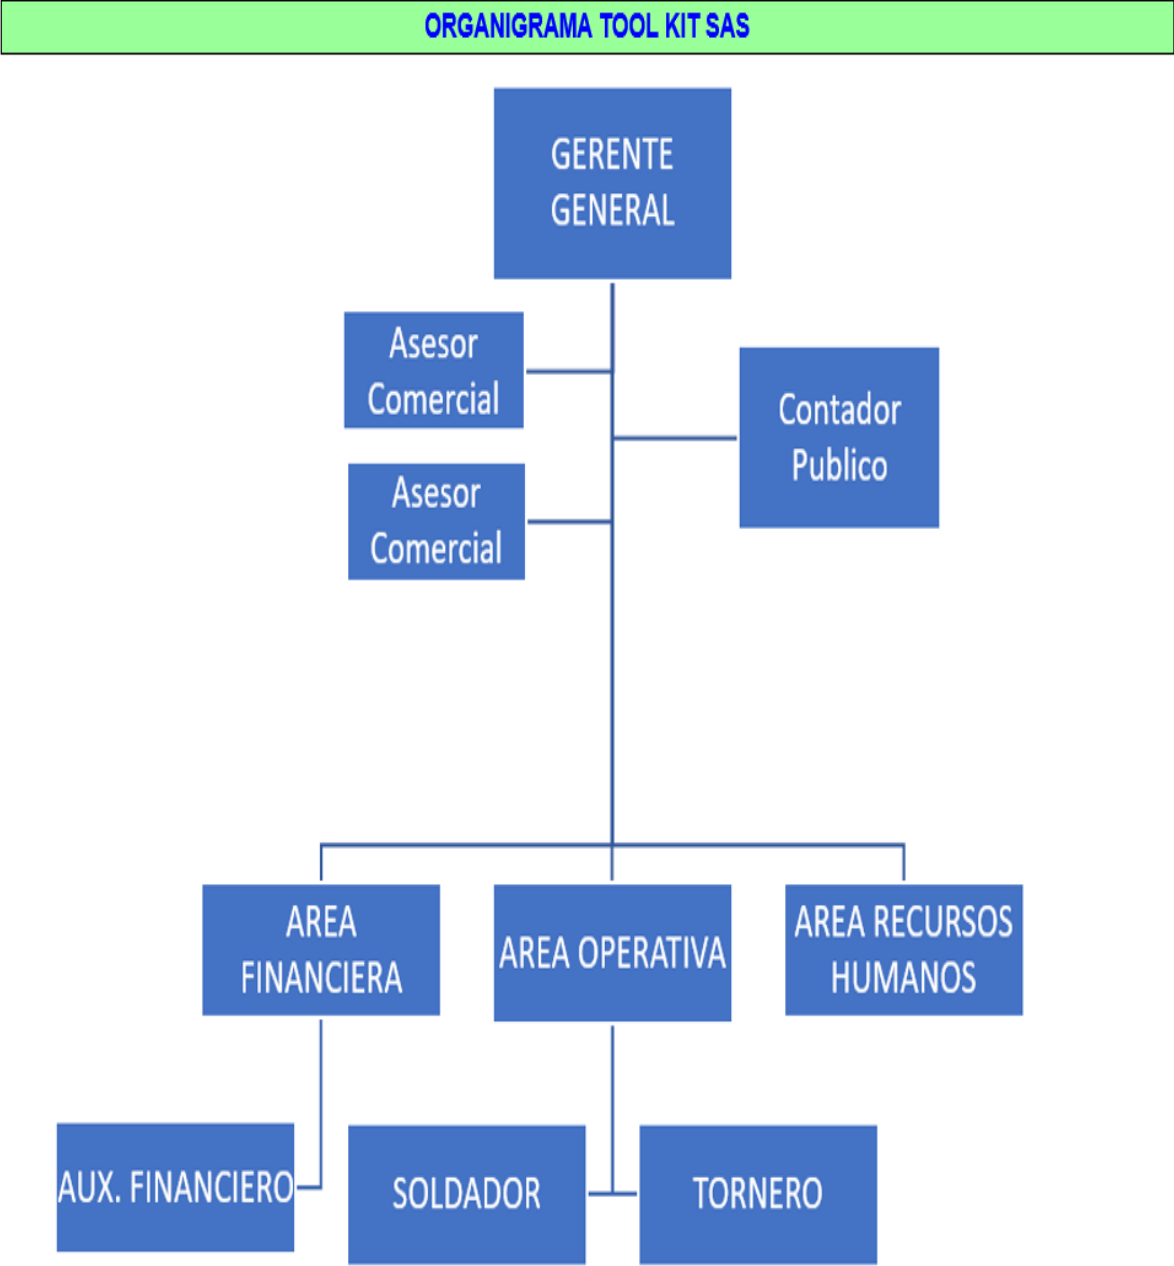 ORGANIGRAMA TOOL KIT SAS
GERENTE
GENERAL
Asesor
Comercial
Contador
Publico
Asesor
Comercial
AREA
FINANCIERA
AREA OPERATIVA
AREA RECURSOS
HUMANOS
AUX. FINANCIERO
SOLDADOR
TORNERO